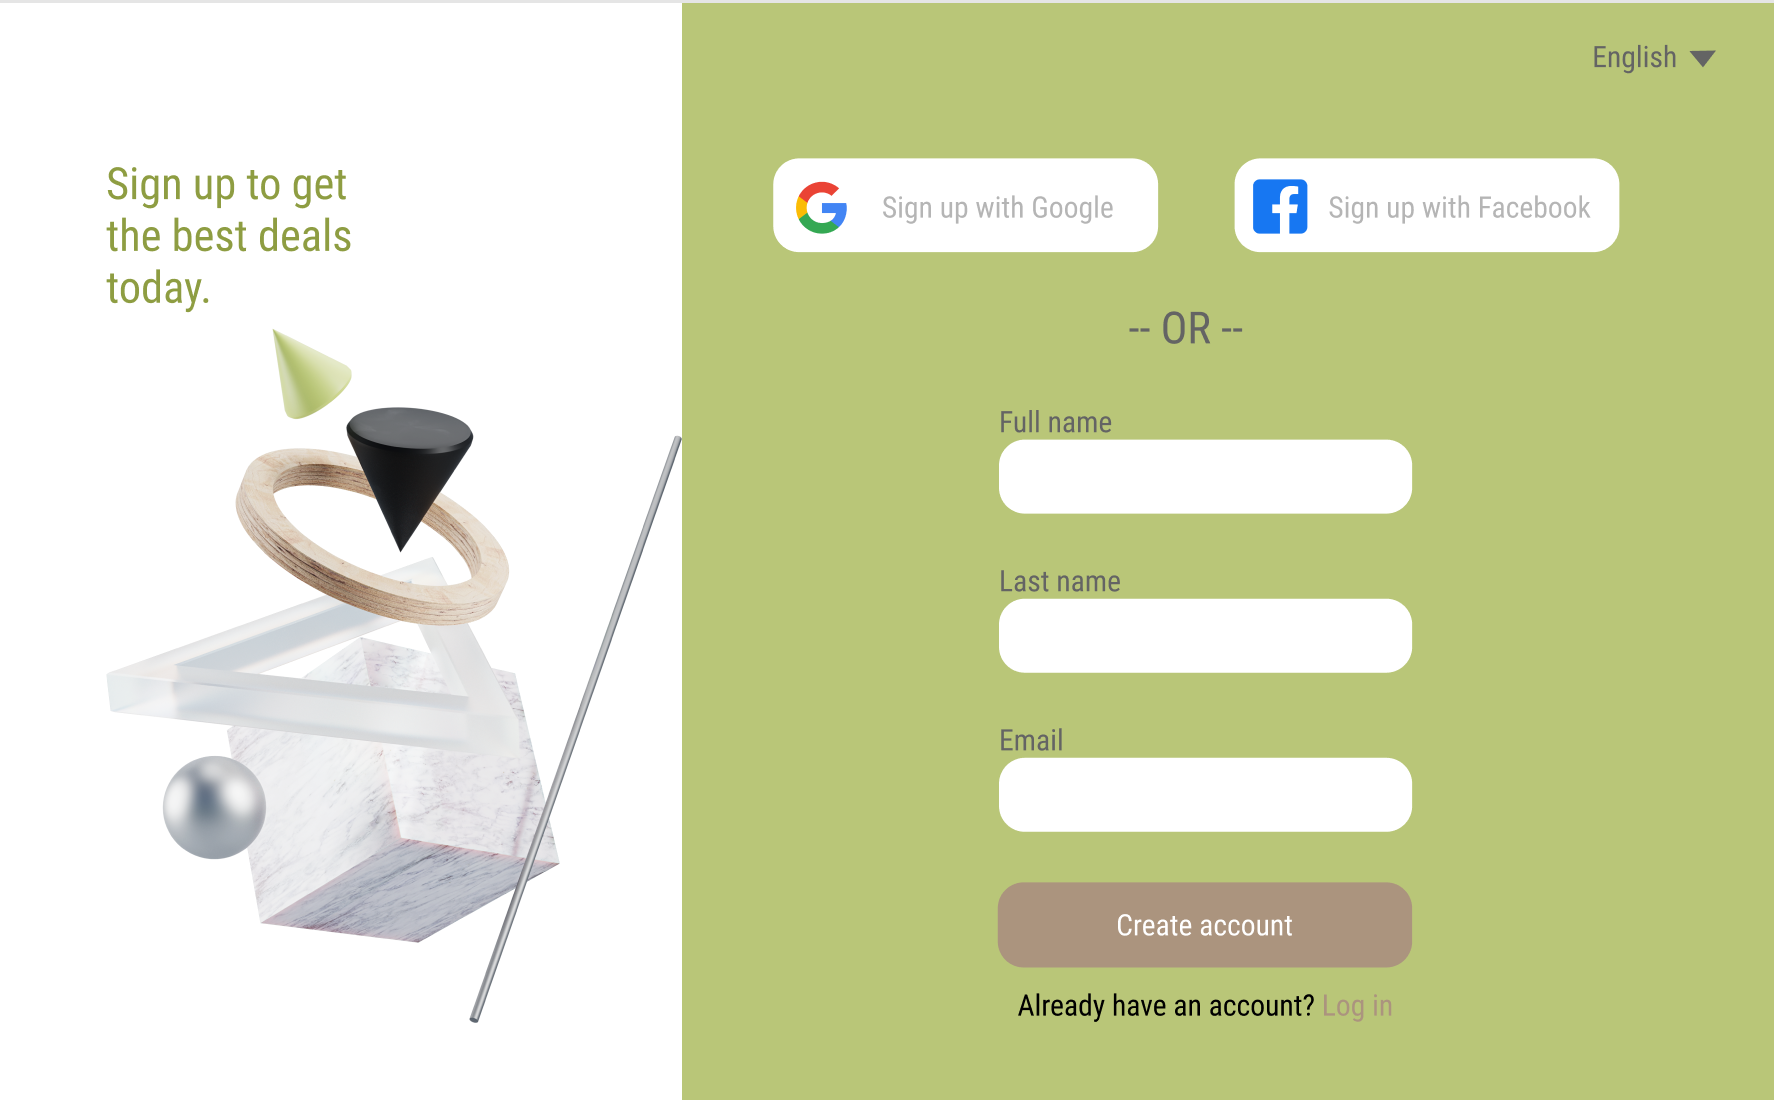 English
Sign up to get
the best deals
today.
Sign up with Google
Sign up with Facebook
-- OR --
Full name
Last name
Email
Create account
Already have an account? Log in